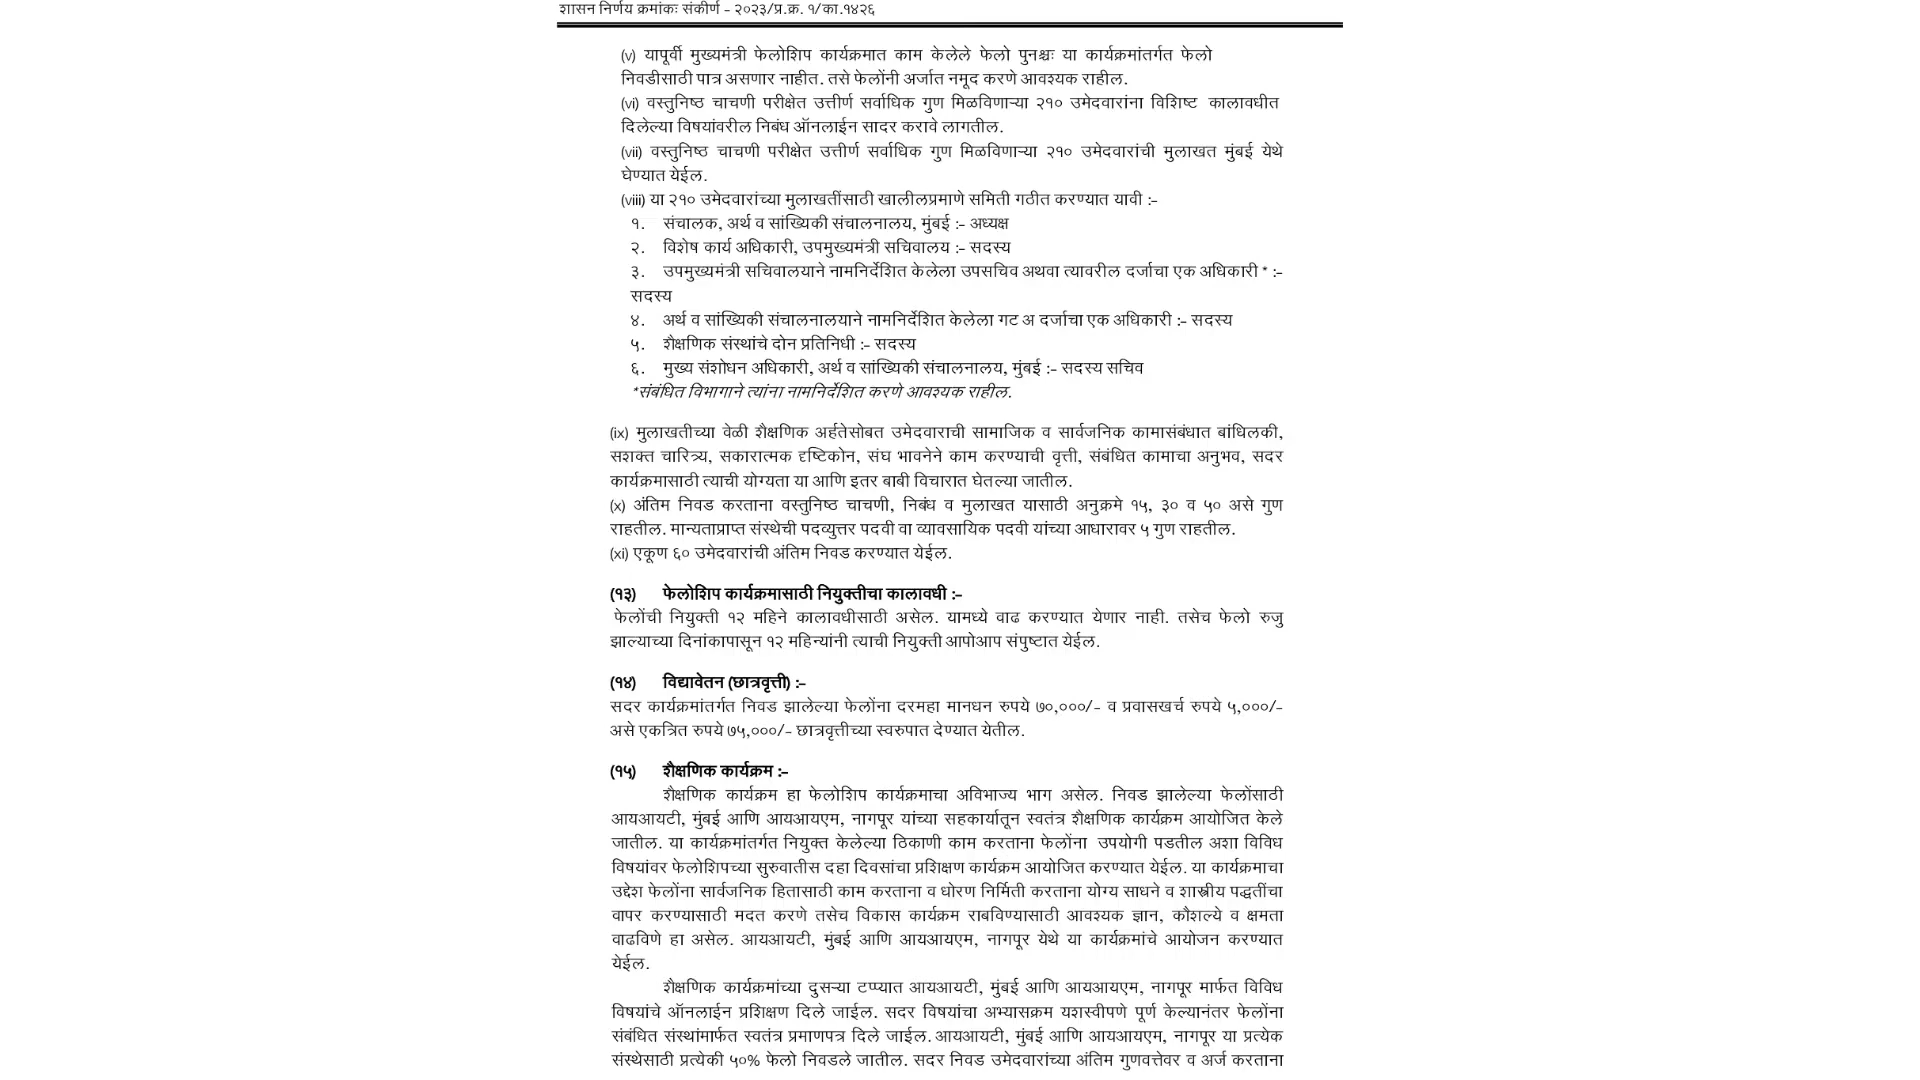 शासन निर्णय क्रमांकः संकीर्ण - २०२३/प्र.क्र. १/का.१४२६
(v) यापूर्वी मुख्यमंत्री फेलोशिप कार्यक्रमात काम केलेले फेलो पुनश्चः या कार्यक्रमांतर्गत फेलो
निवडीसाठी पात्र असणार नाहीत. तसे फेलोंनी अर्जात नमूद करणे आवश्यक राहील.
(vi) वस्तुनिष्ठ चाचणी परीक्षेत उत्तीर्ण सर्वाधिक गुण मिळविणाऱ्या २१० उमेदवारांना विशिष्ट कालावधीत
दिलेल्या विषयांवरील निबंध ऑनलाईन सादर करावे लागतील.
(vii) वस्तुनिष्ठ चाचणी परीक्षेत उत्तीर्ण सर्वाधिक गुण मिळविणाऱ्या २१० उमेदवारांची मुलाखत मुंबई येथे
घेण्यात येईल.
(viii) या २१० उमेदवारांच्या मुलाखतींसाठी खालीलप्रमाणे समिती गठीत करण्यात यावी :-
१. संचालक, अर्थ व सांख्यिकी संचालनालय, मुंबई :- अध्यक्ष
२. विशेष कार्य अधिकारी, उपमुख्यमंत्री सचिवालय :- सदस्य
३. उपमुख्यमंत्री सचिवालयाने नामनिर्देशित केलेला उपसचिव अथवा त्यावरील दर्जाचा एक अधिकारी * :-
सदस्य
४. अर्थ व सांख्यिकी संचालनालयाने नामनिर्देशित केलेला गट अ दर्जाचा एक अधिकारी :- सदस्य
५. शैक्षणिक संस्थांचे दोन प्रतिनिधी :- सदस्य
६. मुख्य संशोधन अधिकारी, अर्थ व सांख्यिकी संचालनालय, मुंबई :- सदस्य सचिव
*संबंधित विभागाने त्यांना नामनिर्देशित करणे आवश्यक राहील.
(ix) मुलाखतीच्या वेळी शैक्षणिक अर्हतेसोबत उमेदवाराची सामाजिक व सार्वजनिक कामासंबंधात बांधिलकी,
सशक्त चारित्र्य, सकारात्मक दृष्टिकोन, संघ भावनेने काम करण्याची वृत्ती, संबंधित कामाचा अनुभव, सदर
कार्यक्रमासाठी त्याची योग्यता या आणि इतर बाबी विचारात घेतल्या जातील.
(x) अंतिम निवड करताना वस्तुनिष्ठ चाचणी, निबंध व मुलाखत यासाठी अनुक्रमे १५, ३० व ५० असे गुण
राहतील. मान्यताप्राप्त संस्थेची पदव्युत्तर पदवी वा व्यावसायिक पदवी यांच्या आधारावर ५ गुण राहतील.
(xi) एकूण ६० उमेदवारांची अंतिम निवड करण्यात येईल.
(१३) फेलोशिप कार्यक्रमासाठी नियुक्तीचा कालावधी :-
फेलोंची नियुक्ती १२ महिने कालावधीसाठी असेल. यामध्ये वाढ करण्यात येणार नाही. तसेच फेलो रुजु
झाल्याच्या दिनांकापासून १२ महिन्यांनी त्याची नियुक्ती आपोआप संपुष्टात येईल.
(१४) विद्यावेतन (छात्रवृत्ती) :-
सदर कार्यक्रमांतर्गत निवड झालेल्या फेलोंना दरमहा मानधन रुपये ७०,०००/- व प्रवासखर्च रुपये ५,०००/-
असे एकत्रित रुपये ७५,०००/- छात्रवृत्तीच्या स्वरुपात देण्यात येतील.
(१५) शैक्षणिक कार्यक्रम :-
शैक्षणिक कार्यक्रम हा फेलोशिप कार्यक्रमाचा अविभाज्य भाग असेल. निवड झालेल्या फेलोंसाठी
आयआयटी, मुंबई आणि आयआयएम, नागपूर यांच्या सहकार्यातून स्वतंत्र शैक्षणिक कार्यक्रम आयोजित केले
जातील. या कार्यक्रमांतर्गत नियुक्त केलेल्या ठिकाणी काम करताना फेलोंना उपयोगी पडतील अशा विविध
विषयांवर फेलोशिपच्या सुरुवातीस दहा दिवसांचा प्रशिक्षण कार्यक्रम आयोजित करण्यात येईल. या कार्यक्रमाचा
उद्देश फेलोंना सार्वजनिक हितासाठी काम करताना व धोरण निर्मिती करताना योग्य साधने व शास्त्रीय पद्धतींचा
वापर करण्यासाठी मदत करणे तसेच विकास कार्यक्रम राबविण्यासाठी आवश्यक ज्ञान, कौशल्ये व क्षमता
वाढविणे हा असेल. आयआयटी, मुंबई आणि आयआयएम, नागपूर येथे या कार्यक्रमांचे आयोजन करण्यात
येईल.
शैक्षणिक कार्यक्रमांच्या दुसऱ्या टप्प्यात आयआयटी, मुंबई आणि आयआयएम, नागपूर मार्फत विविध
विषयांचे ऑनलाईन प्रशिक्षण दिले जाईल. सदर विषयांचा अभ्यासक्रम यशस्वीपणे पूर्ण केल्यानंतर फेलोंना
संबंधित संस्थांमार्फत स्वतंत्र प्रमाणपत्र दिले जाईल. आयआयटी, मुंबई आणि आयआयएम, नागपूर या प्रत्येक
संस्थेसाठी प्रत्येकी ५०% फेलो निवडले जातील. सदर निवड उमेदवारांच्या अंतिम गुणवत्तेवर व अर्ज करताना